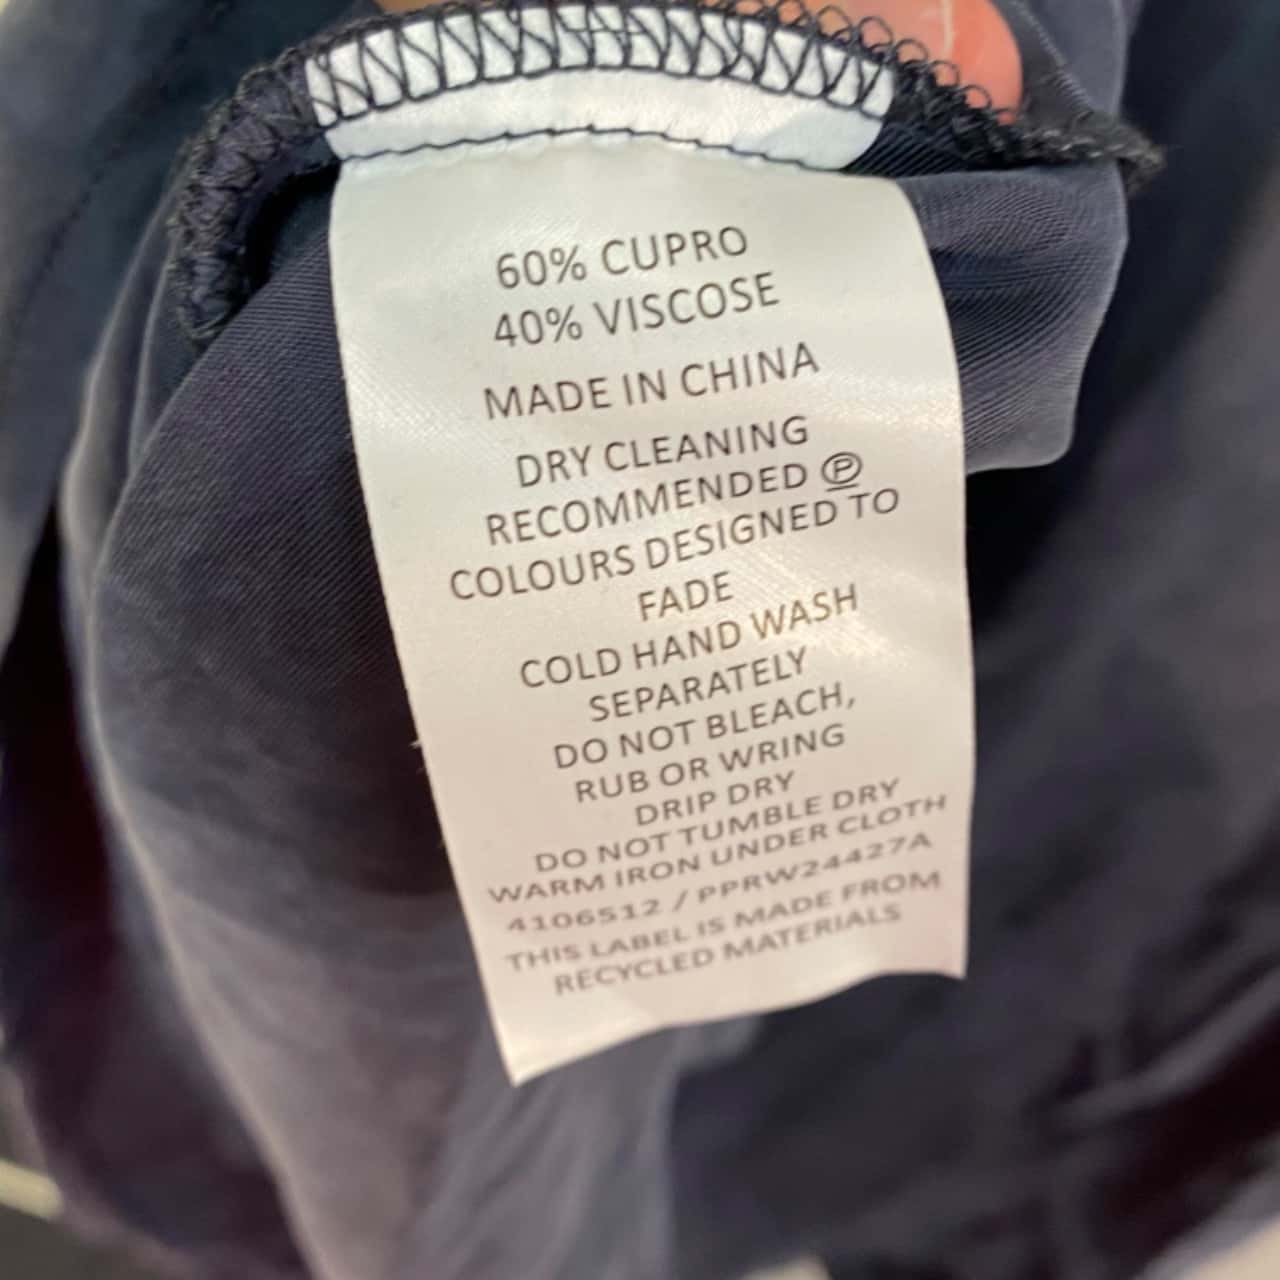 60% CUPRO
40% VISCOSE
MADE IN CHINA
DRY CLEANING
RECOMMENDED Ⓟ
COLOURS DESIGNED TO
FADE
COLD HAND WASH
SEPARATELY
DO NOT BLEACH,
RUB OR WRING
DRIP DRY
DO NOT TUMBLE DRY
WARM IRON UNDER CLOTH
4106512 / PPRW24427A
THIS LABEL IS MADE FROM
RECYCLED MATERIALS